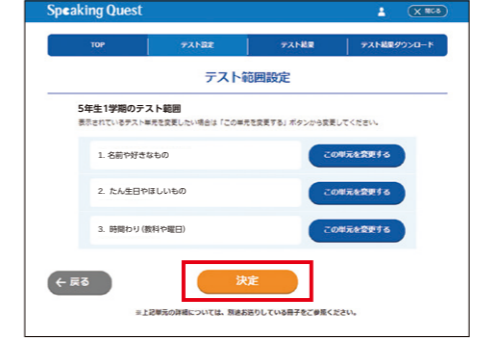 Speaking Quest
× 閉じる
TOP
テスト設定
テスト結果
テスト結果ダウンロード
テスト範囲設定
5年生1学期のテスト範囲
表示されているテスト単元を変更したい場合は「この単元を変更する」ボタンから変更してください。
1. 名前や好きなもの
この単元を変更する
2. たん生日やほしいもの
この単元を変更する
3. 時間わり(教科や曜日)
この単元を変更する
← 戻る
決定
※上記単元の詳細については、別途お送りしている冊子をご参照ください。